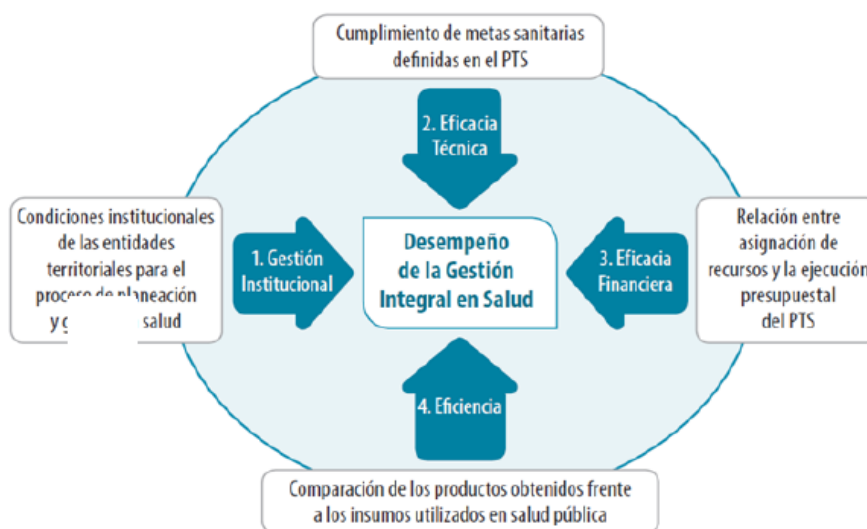 Cumplimiento de metas sanitarias
definidas en el PTS
2. Eficacia
Técnica
Condiciones institucionales
de las entidades
territoriales para el
proceso de planeación
y salud
1. Gestión
Institucional
Desempeño
de la Gestión
Integral en Salud
3. Eficacia
Financiera
Relación entre
asignación de
recursos y la ejecución
presupuestal
del PTS
4. Eficiencia
Comparación de los productos obtenidos frente
a los insumos utilizados en salud pública